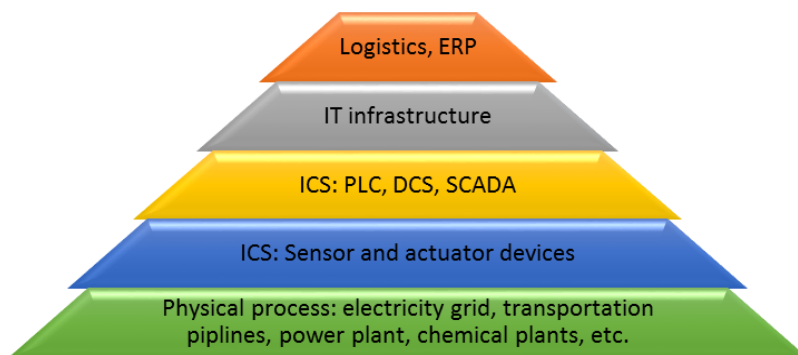 Logistics, ERP
IT infrastructure
ICS: PLC, DCS, SCADA
ICS: Sensor and actuator devices
Physical process: electricity grid, transportation
piplines, power plant, chemical plants, etc.